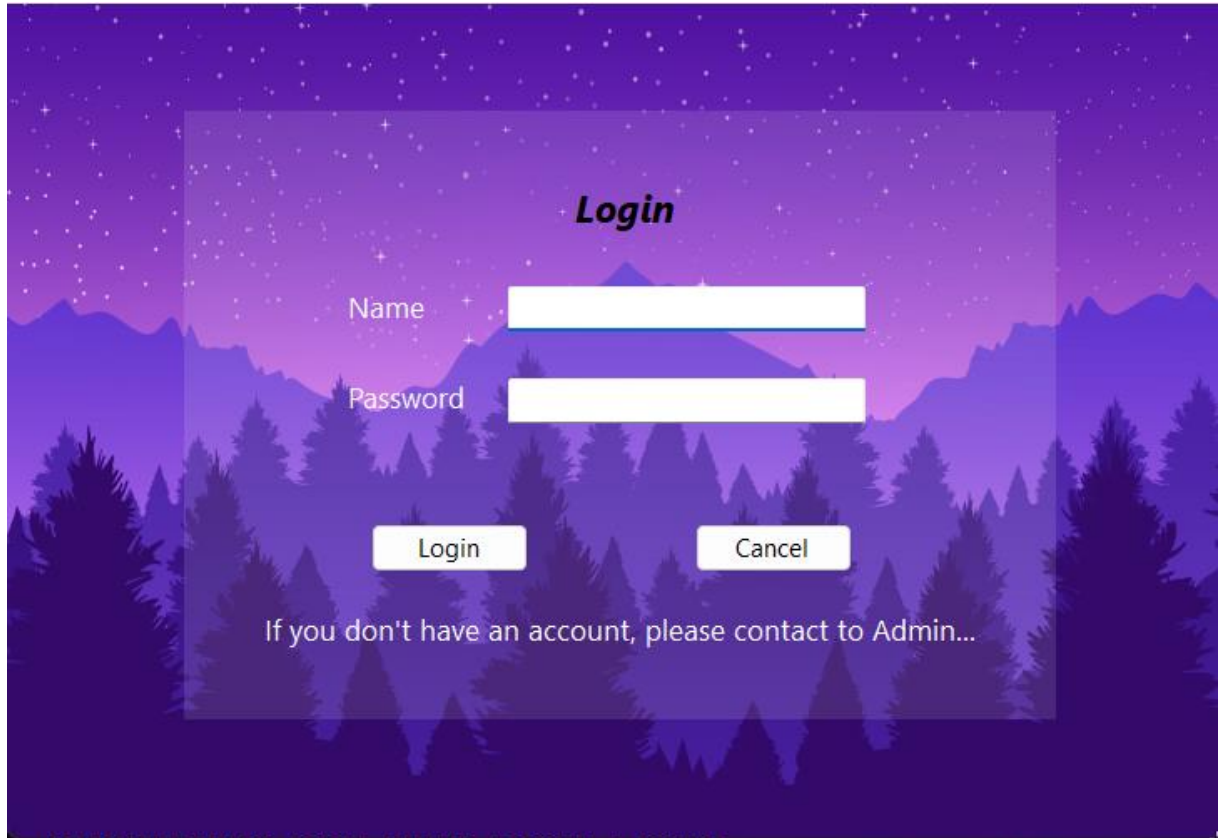 Login
Name
Password
Login Cancel
If you don't have an account, please contact to Admin...